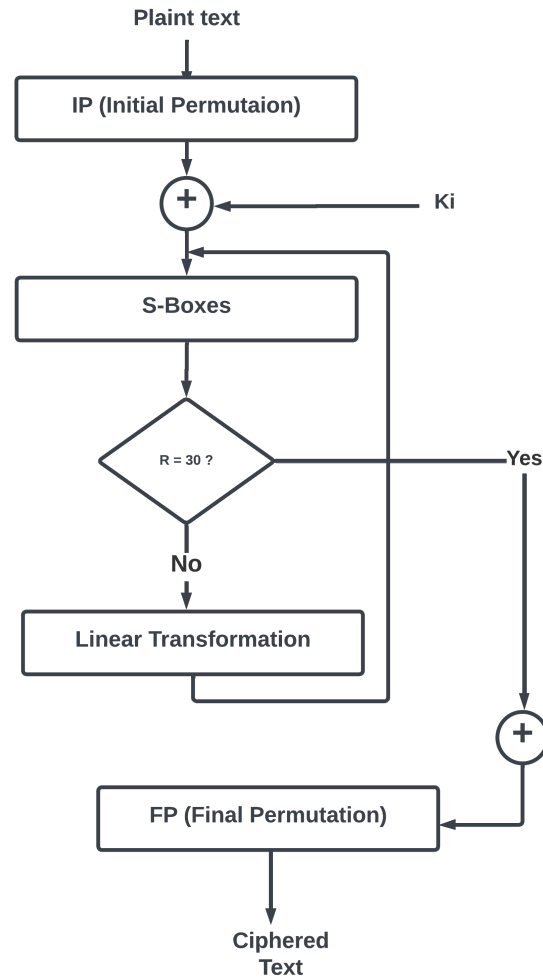 Plaint text
IP (Initial Permutaion)
+
Ki
S-Boxes
R = 30 ?
Yes
No
Linear Transformation
+
FP (Final Permutation)
Ciphered
Text